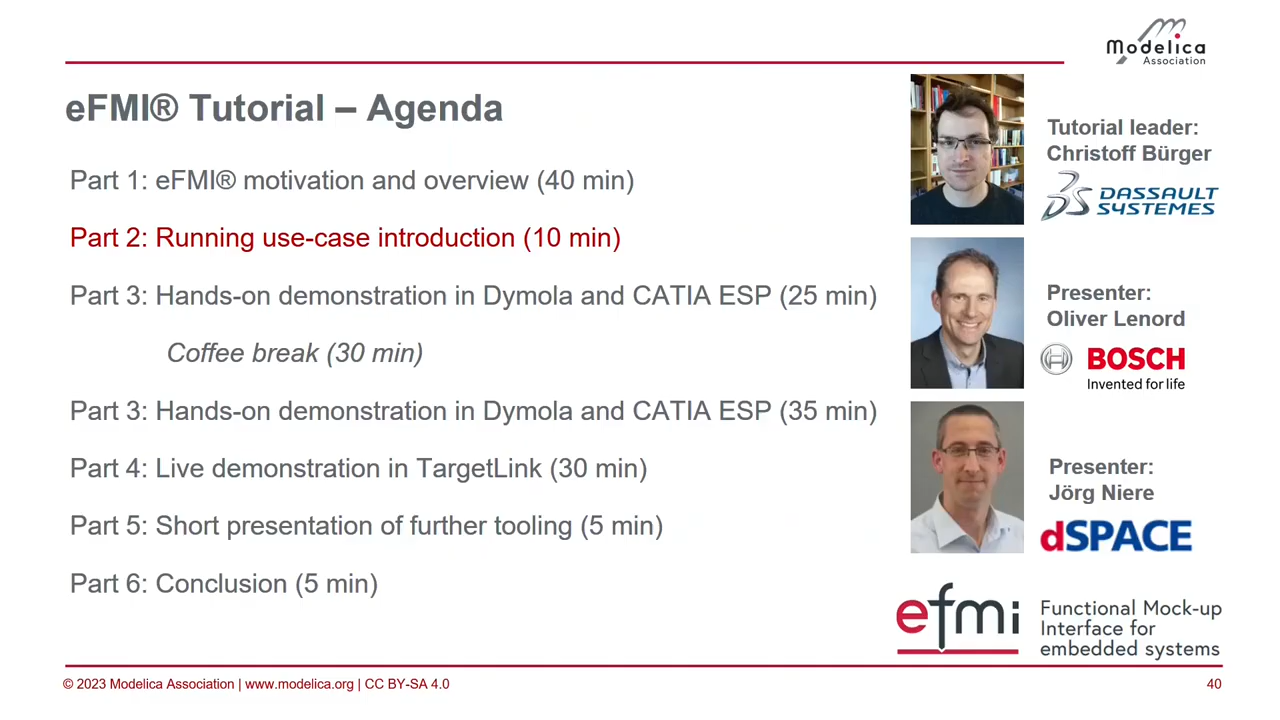 Modelica
Association
eFMI® Tutorial – Agenda
Part 1: eFMI® motivation and overview (40 min)
Part 2: Running use-case introduction (10 min)
Part 3: Hands-on demonstration in Dymola and CATIA ESP (25 min)
Coffee break (30 min)
Part 3: Hands-on demonstration in Dymola and CATIA ESP (35 min)
Part 4: Live demonstration in TargetLink (30 min)
Part 5: Short presentation of further tooling (5 min)
Part 6: Conclusion (5 min)
Tutorial leader:
Christoff Bürger
DASSAULT
SYSTEMES
Presenter:
Oliver Lenord
BOSCH
Invented for life
Presenter:
Jörg Niere
dSPACE
efmi
Functional Mock-up
Interface for
embedded systems
© 2023 Modelica Association | www.modelica.org | CC BY-SA 4.0
40